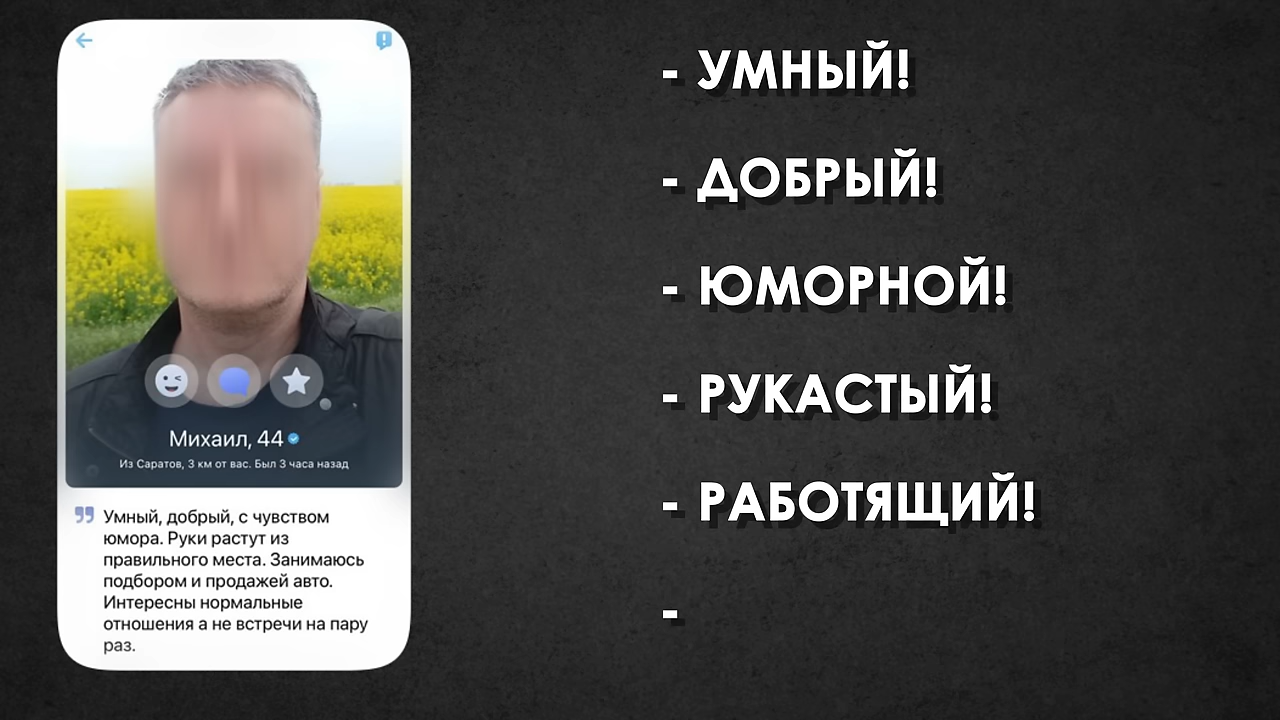 Михаил, 44
Из Саратов, 3 км от вас. Был 3 часа назад
Умный, добрый, с чувством
юмора. Руки растут из
правильного места. Занимаюсь
подбором и продажей авто.
Интересны нормальные
отношения а не встречи на пару
раз.
- УМНЫЙ!
- ДОБРЫЙ!
- ЮМОРНОЙ!
- РУКАСТЫЙ!
- РАБОТЯЩИЙ!
-